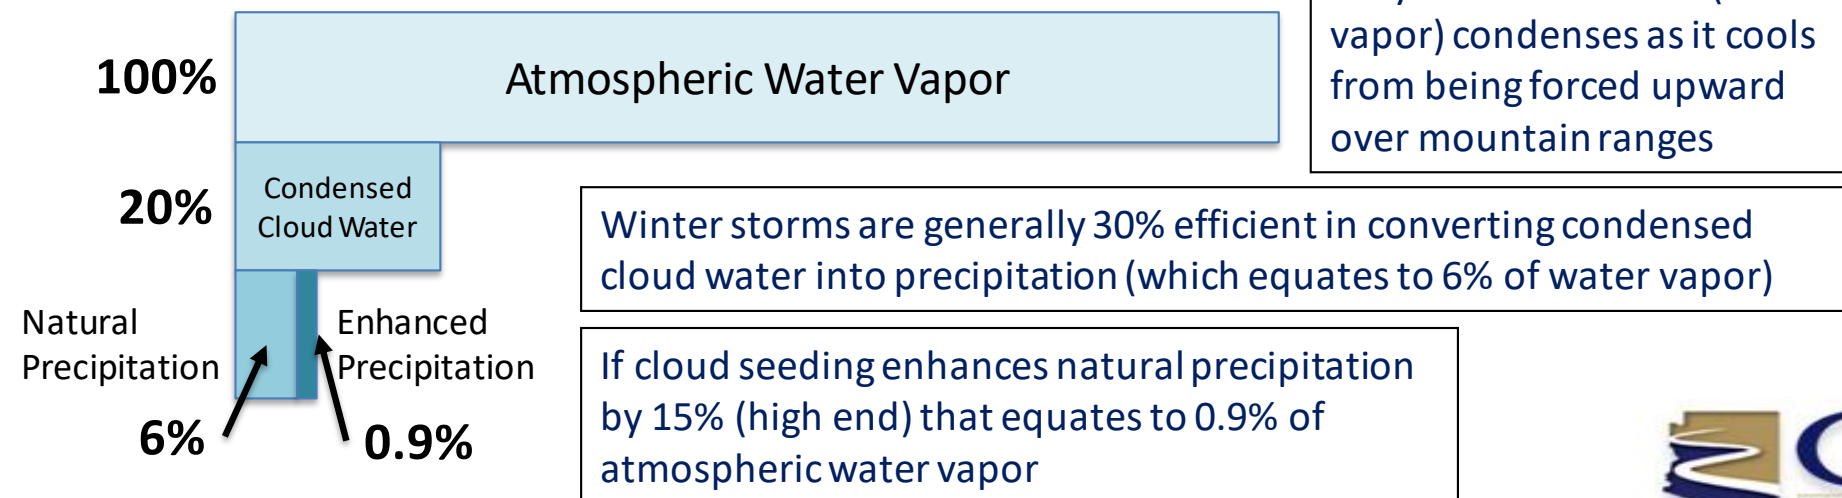 100%
Atmospheric Water Vapor
vapor) condenses as it cools
from being forced upward
over mountain ranges
20%
Condensed
Cloud Water
Winter storms are generally 30% efficient in converting condensed
cloud water into precipitation (which equates to 6% of water vapor)
Natural
Precipitation
6%
Enhanced
Precipitation
0.9%
If cloud seeding enhances natural precipitation
by 15% (high end) that equates to 0.9% of
atmospheric water vapor